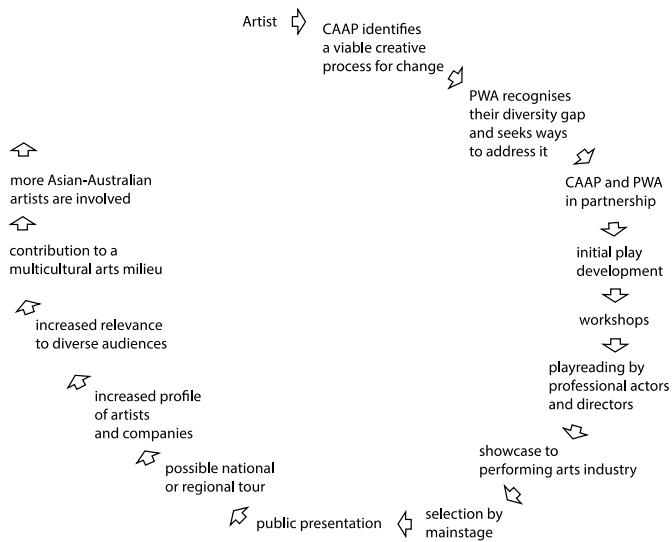 Artist
CAAP identifies
a viable creative
process for change
PWA recognises
their diversity gap
and seeks ways
to address it
CAAP and PWA
in partnership
initial play
development
workshops
playreading by
professional actors
and directors
showcase to
performing arts industry
selection by
mainstage
public presentation
possible national
or regional tour
increased profile
of artists
and companies
increased relevance
to diverse audiences
contribution to a
multicultural arts milieu
more Asian-Australian
artists are involved